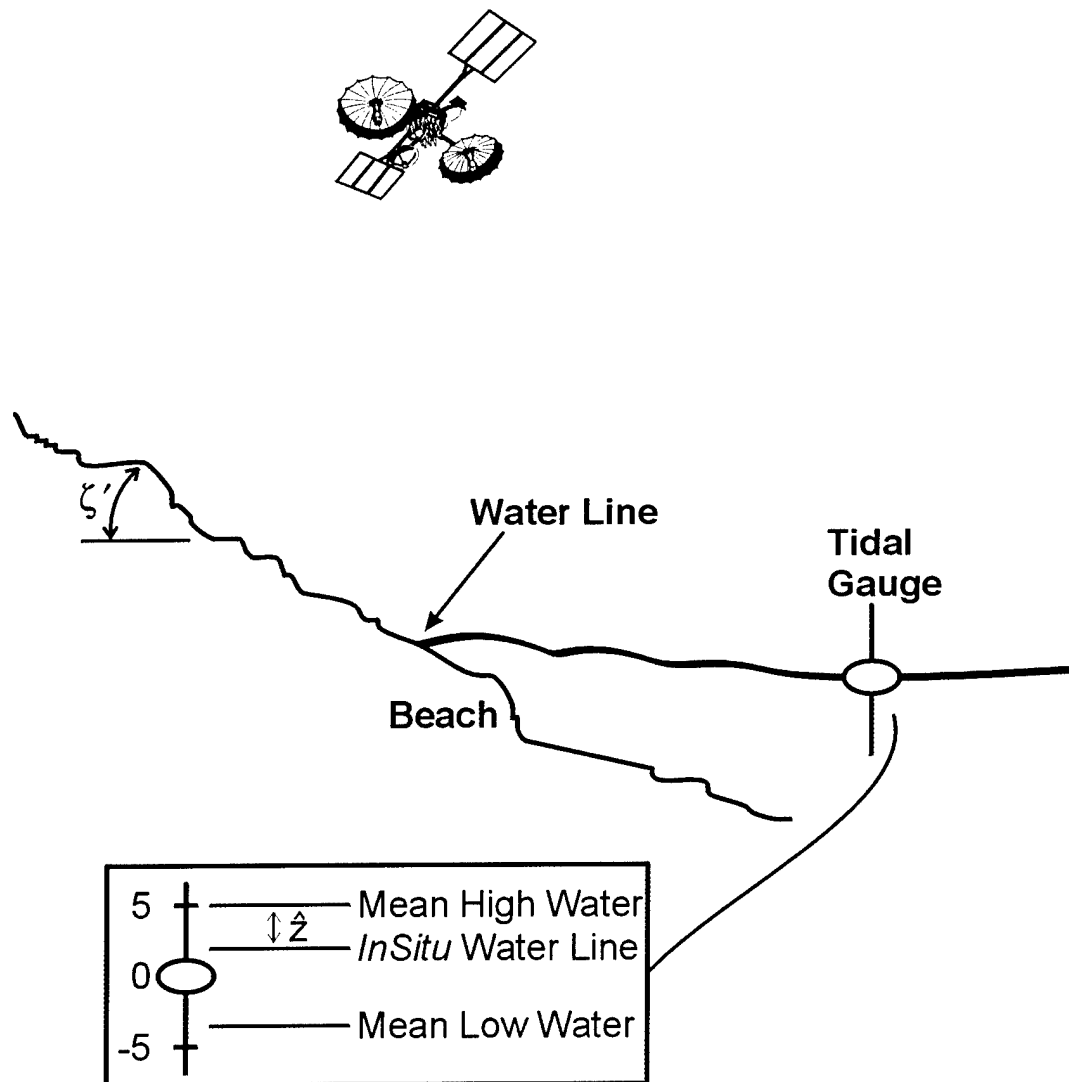 ζ′
Water Line
Tidal
Gauge
Beach
5
Mean High Water
ẑ
InSitu Water Line
0
Mean Low Water
-5